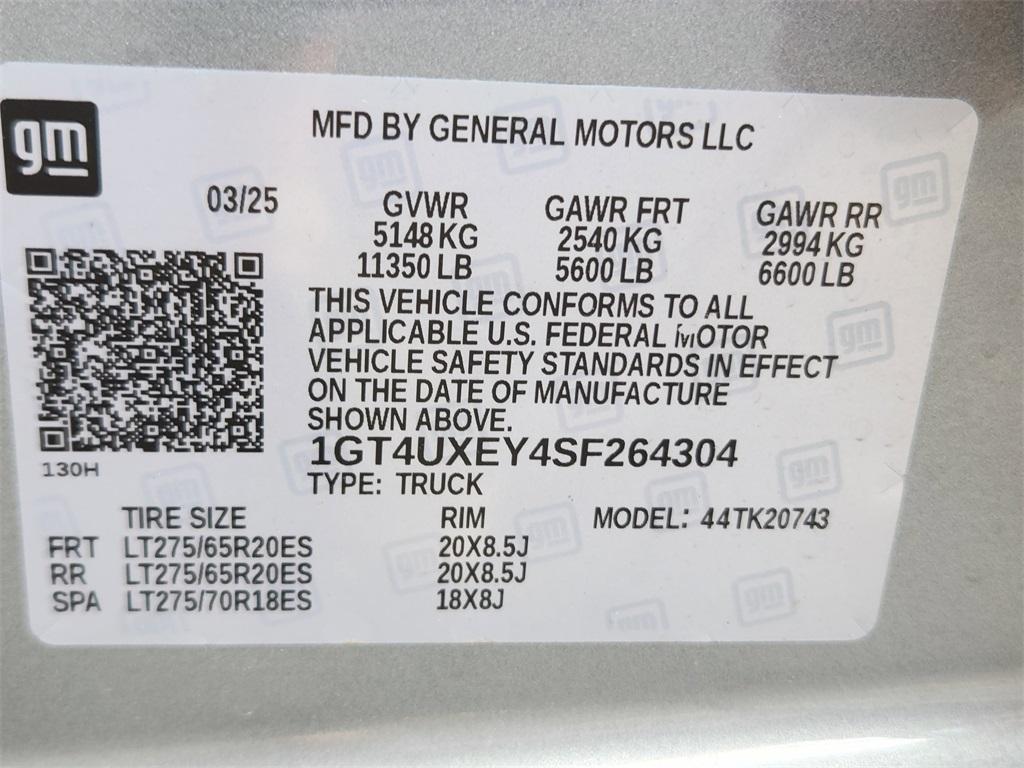 gm
MFD BY GENERAL MOTORS LLC
03/25 GVWR GAWR FRT GAWR RR
5148 KG 2540 KG 2994 KG
11350 LB 5600 LB 6600 LB
THIS VEHICLE CONFORMS TO ALL
APPLICABLE U.S. FEDERAL MOTOR
VEHICLE SAFETY STANDARDS IN EFFECT
ON THE DATE OF MANUFACTURE
SHOWN ABOVE.
1GT4UXEY4SF264304
130H
TYPE: TRUCK
TIRE SIZE RIM MODEL: 44TK20743
FRT LT275/65R20ES 20X8.5J
RR LT275/65R20ES 20X8.5J
SPA LT275/70R18ES 18X8J